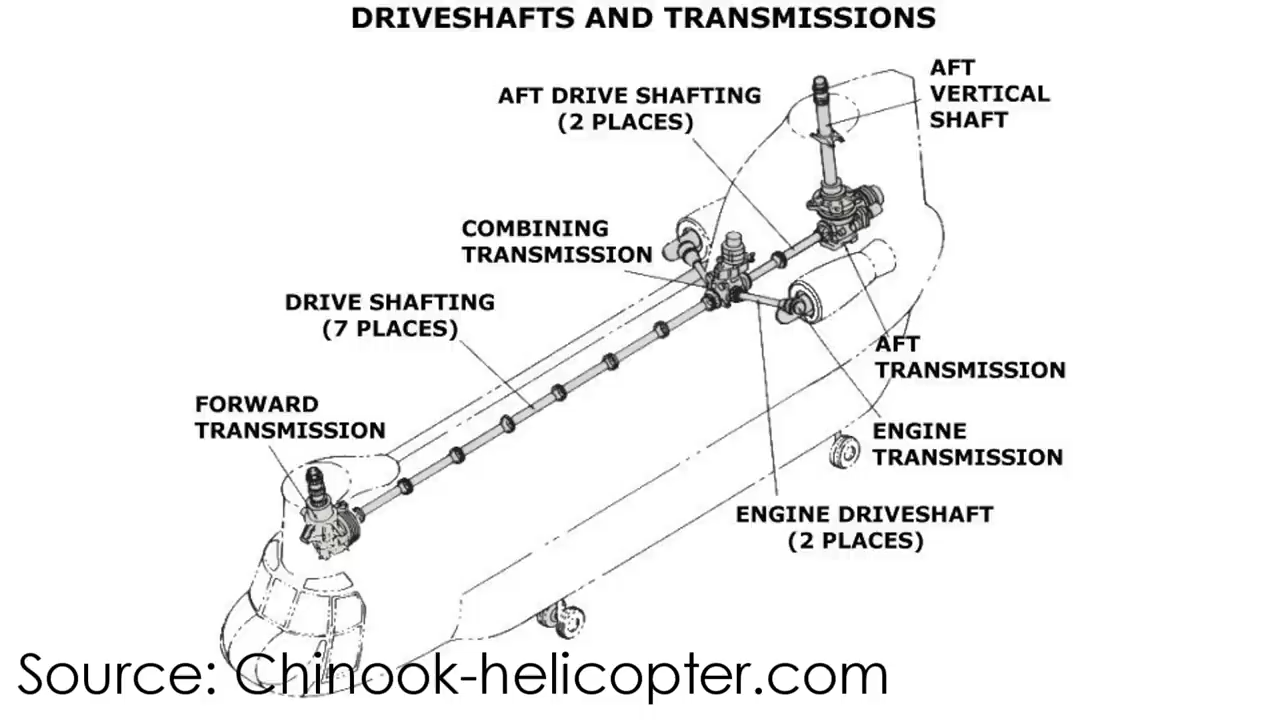 DRIVESHAFTS AND TRANSMISSIONS
AFT
VERTICAL
SHAFT
AFT DRIVE SHAFTING
(2 PLACES)
COMBINING
TRANSMISSION
DRIVE SHAFTING
(7 PLACES)
AFT
TRANSMISSION
FORWARD
TRANSMISSION
ENGINE
TRANSMISSION
ENGINE DRIVESHAFT
(2 PLACES)
Source: Chinook-helicopter.com